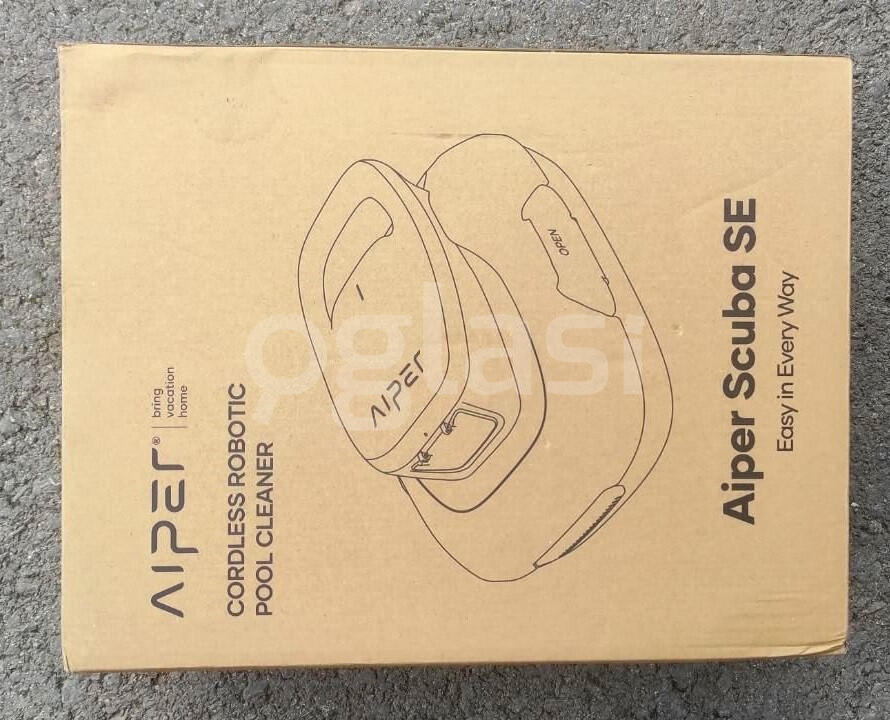 AIPER®
bring
vacation
home
CORDLESS ROBOTIC
POOL CLEANER
AIPER
OPEN
Aiper Scuba SE
Easy in Every Way
oglasi